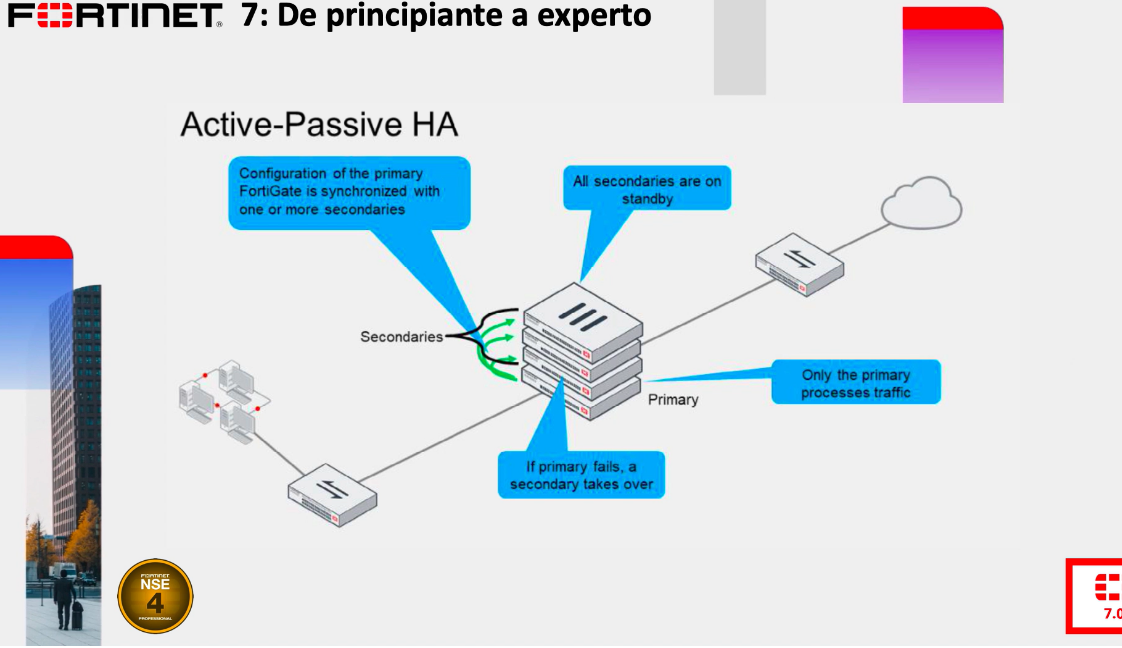 FORTINET® 7: De principiante a experto
Active-Passive HA
Configuration of the primary
FortiGate is synchronized with
one or more secondaries
All secondaries are on
standby
Secondaries
Primary
Only the primary
processes traffic
If primary fails, a
secondary takes over
FORTINET
NSE
4
PROFESSIONAL
7.0